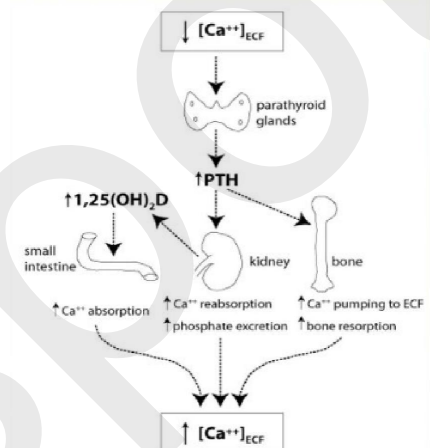 ↓ [Ca⁺⁺]ECF
parathyroid
glands
↑PTH
↑1,25(OH)₂D
small
intestine
kidney
bone
↑Ca⁺⁺ absorption
↑Ca⁺⁺ reabsorption
↑phosphate excretion
↑Ca⁺⁺ pumping to ECF
↑bone resorption
↑ [Ca⁺⁺]ECF